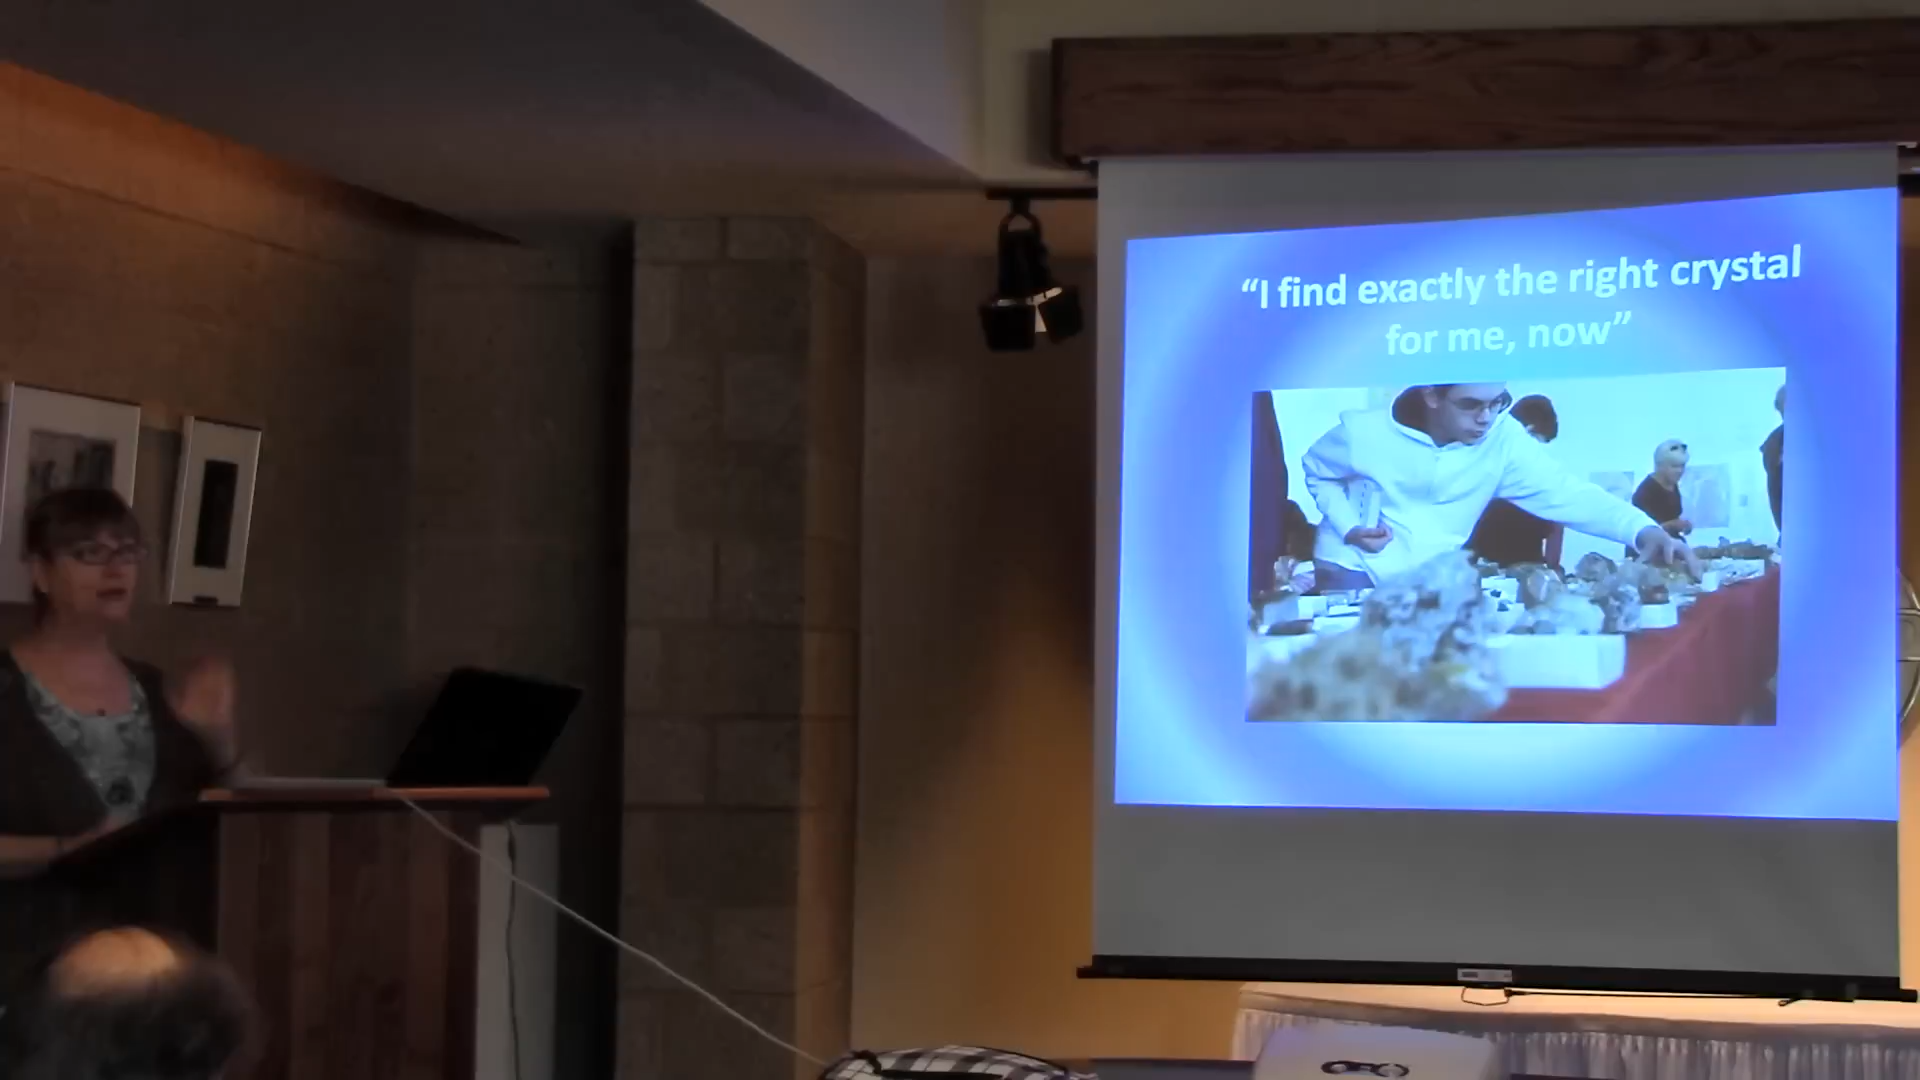 “I find exactly the right crystal
for me, now”